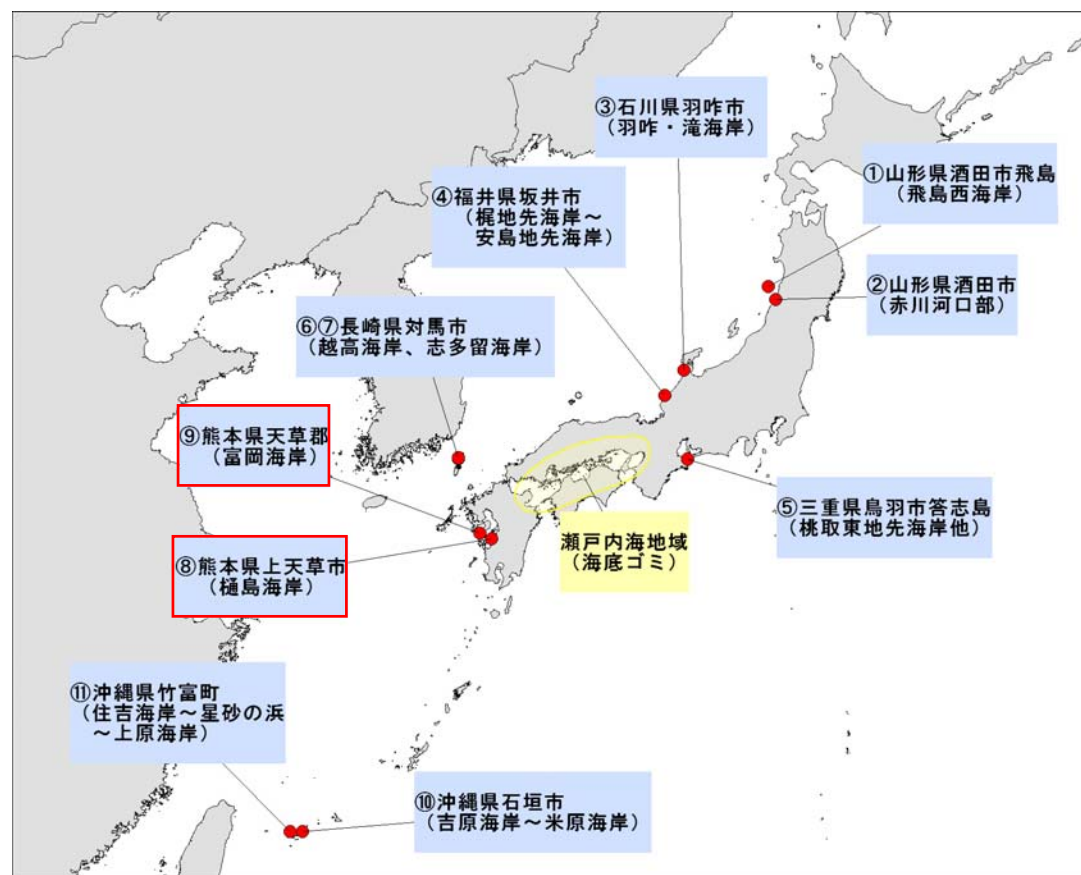 ③石川県羽咋市
（羽咋・滝海岸）
①山形県酒田市飛島
（飛島西海岸）
④福井県坂井市
（梶地先海岸～
安島地先海岸）
②山形県酒田市
（赤川河口部）
⑥⑦長崎県対馬市
（越高海岸、志多留海岸）
⑨熊本県天草郡
（富岡海岸）
⑤三重県鳥羽市答志島
（桃取東地先海岸他）
瀬戸内海地域
（海底ゴミ）
⑧熊本県上天草市
（樋島海岸）
⑪沖縄県竹富町
（住吉海岸～星砂の浜
～上原海岸）
⑩沖縄県石垣市
（吉原海岸～米原海岸）